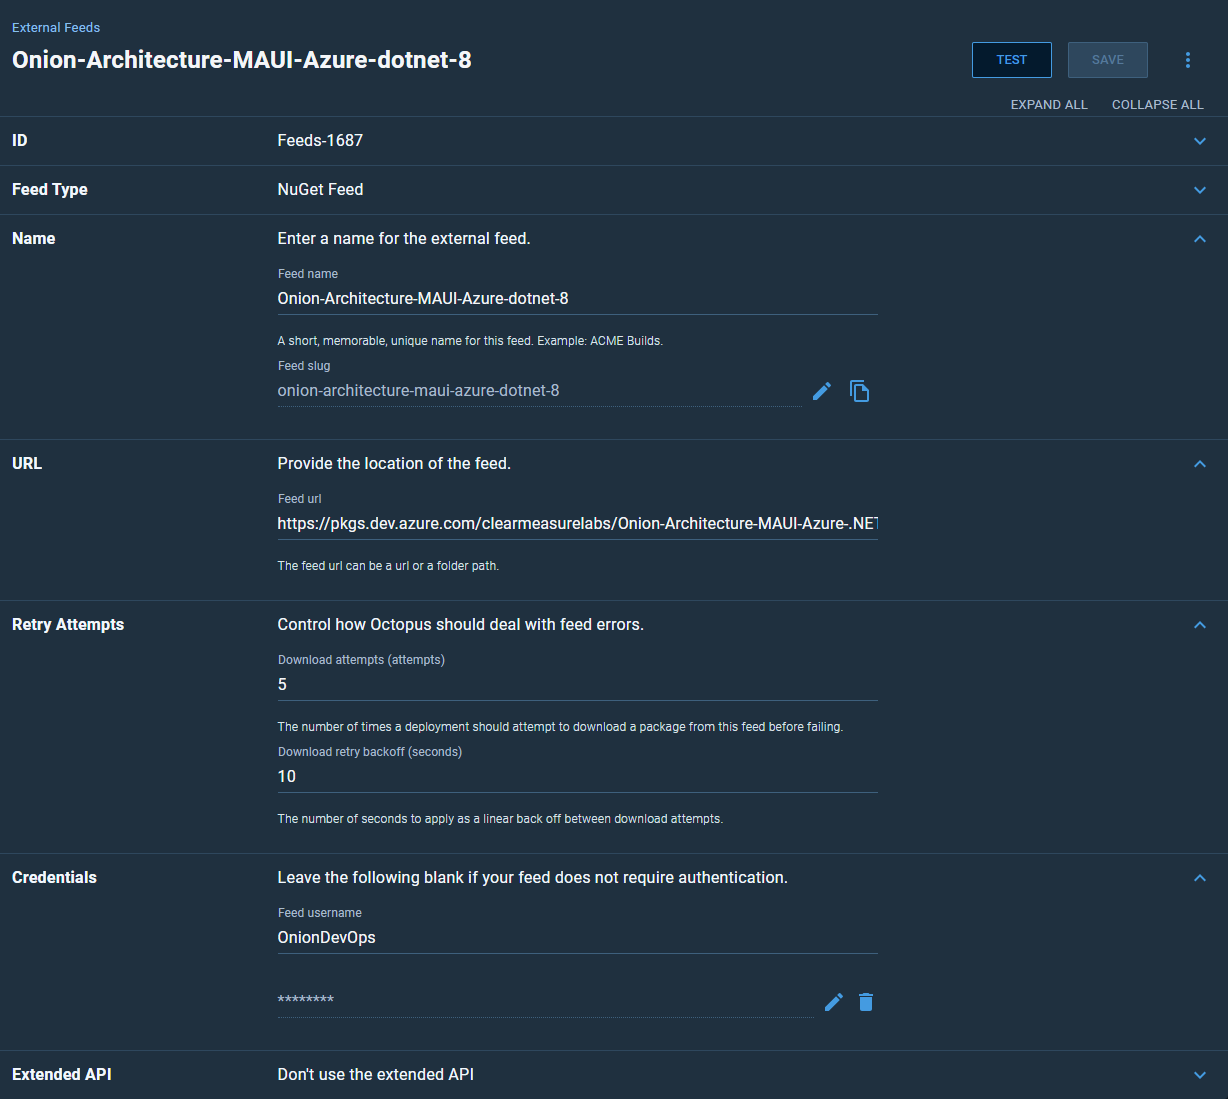 External Feeds
Onion-Architecture-MAUI-Azure-dotnet-8
TEST
SAVE
EXPAND ALL
COLLAPSE ALL
ID
Feeds-1687
Feed Type
NuGet Feed
Name
Enter a name for the external feed.
Feed name
Onion-Architecture-MAUI-Azure-dotnet-8
A short, memorable, unique name for this feed. Example: ACME Builds.
Feed slug
onion-architecture-maui-azure-dotnet-8
URL
Provide the location of the feed.
Feed url
https://pkgs.dev.azure.com/clearmeasurelabs/Onion-Architecture-MAUI-Azure-.NET
The feed url can be a url or a folder path.
Retry Attempts
Control how Octopus should deal with feed errors.
Download attempts (attempts)
5
The number of times a deployment should attempt to download a package from this feed before failing.
Download retry backoff (seconds)
10
The number of seconds to apply as a linear back off between download attempts.
Credentials
Leave the following blank if your feed does not require authentication.
Feed username
OnionDevOps
********
Extended API
Don't use the extended API